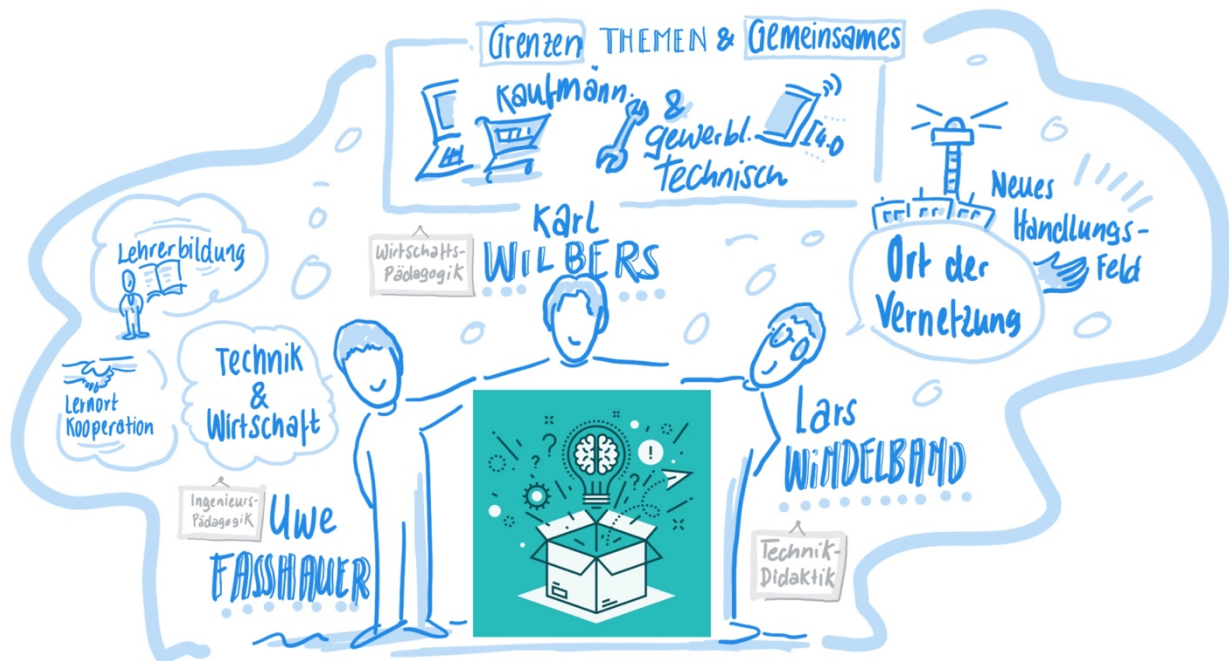 Grenzen THEMEN & Gemeinsames
Kaufmänn.
&
gewerbl.
Technisch
I4.0
Karl
WILBERS
Wirtschafts-
Pädagogik
Lehrerbildung
Lernort
Kooperation
Technik
&
Wirtschaft
Ingenieurs-
Pädagogik
Uwe
FASSHAUER
Neues
Handlungs-
Feld
Ort der
Vernetzung
Lars
WINDELBAND
Technik-
Didaktik